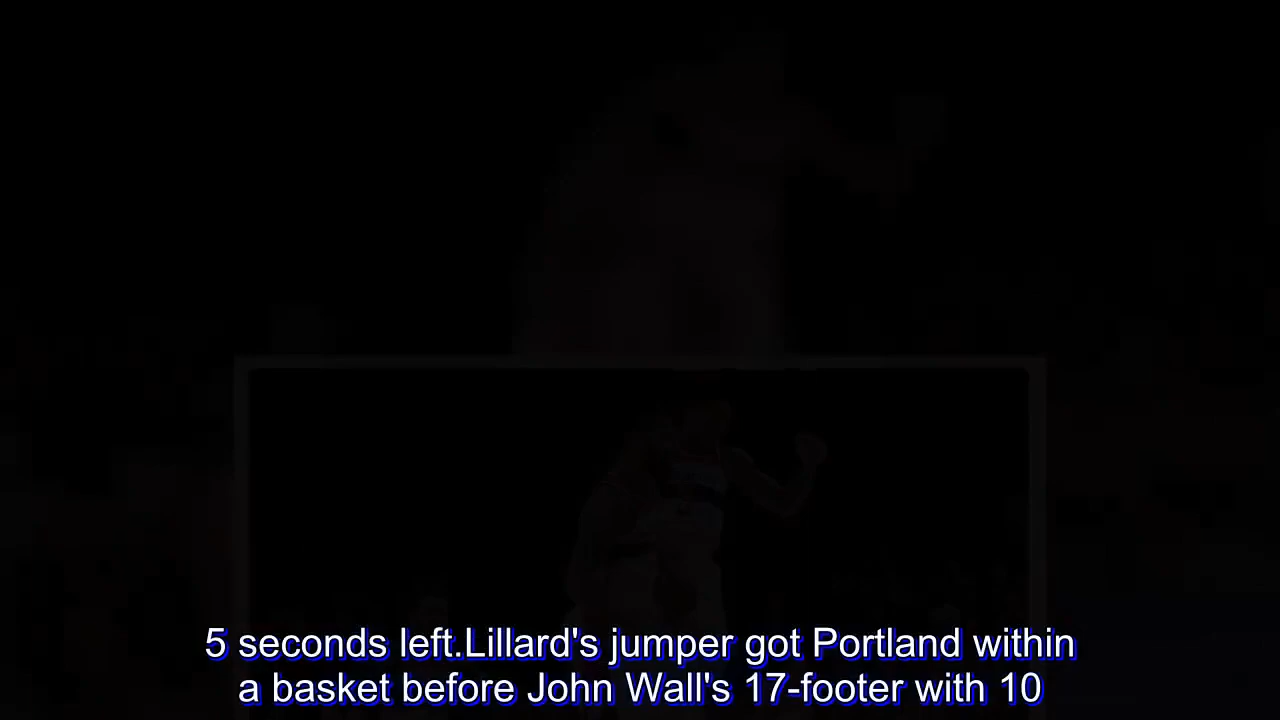 5 seconds left.Lillard's jumper got Portland within
a basket before John Wall's 17-footer with 10